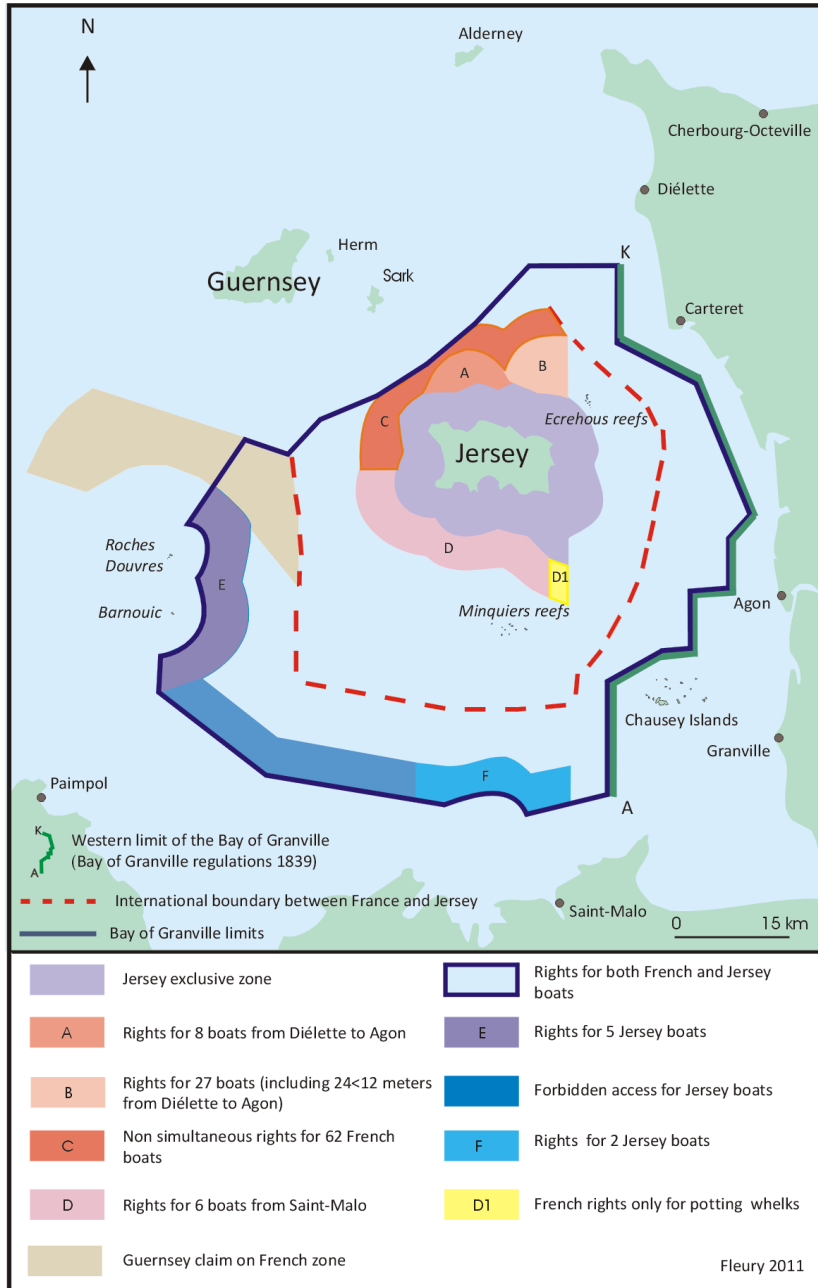 N
Alderney
Cherbourg-Octeville
Diélette
Herm
Guernsey
Sark
K
Carteret
A
B
Ecrehous reefs
C
Jersey
D
D1
Roches
Douvres
E
Barnouic
Minquiers reefs
Agon
Chausey Islands
Granville
F
Paimpol
A
K
A
Western limit of the Bay of Granville
(Bay of Granville regulations 1839)
International boundary between France and Jersey
Saint-Malo
0 15 km
Bay of Granville limits
Jersey exclusive zone
A Rights for 8 boats from Diélette to Agon
B Rights for 27 boats (including 24<12 meters
from Diélette to Agon)
C Non simultaneous rights for 62 French
boats
D Rights for 6 boats from Saint-Malo
Guernsey claim on French zone
Rights for both French and Jersey
boats
E Rights for 5 Jersey boats
Forbidden access for Jersey boats
F Rights for 2 Jersey boats
D1 French rights only for potting whelks
Fleury 2011